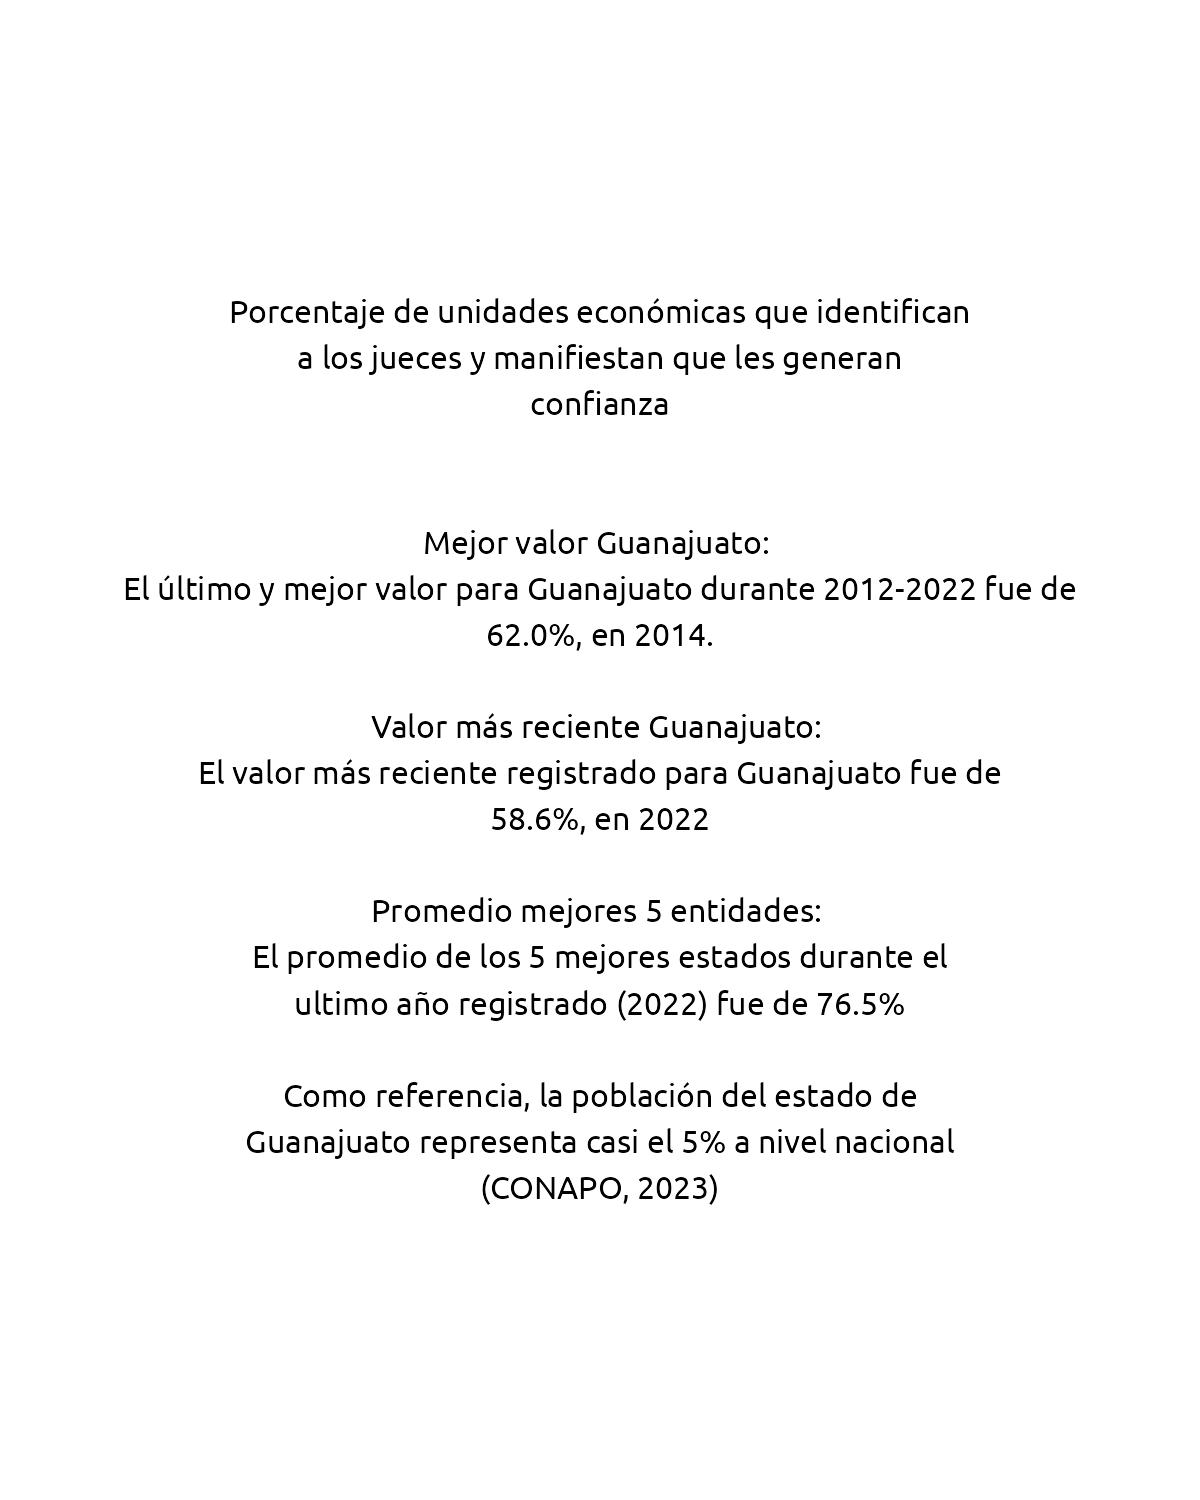 Porcentaje de unidades económicas que identifican
a los jueces y manifiestan que les generan
confianza
Mejor valor Guanajuato:
El último y mejor valor para Guanajuato durante 2012-2022 fue de
62.0%, en 2014.
Valor más reciente Guanajuato:
El valor más reciente registrado para Guanajuato fue de
58.6%, en 2022
Promedio mejores 5 entidades:
El promedio de los 5 mejores estados durante el
ultimo año registrado (2022) fue de 76.5%
Como referencia, la población del estado de
Guanajuato representa casi el 5% a nivel nacional
(CONAPO, 2023)